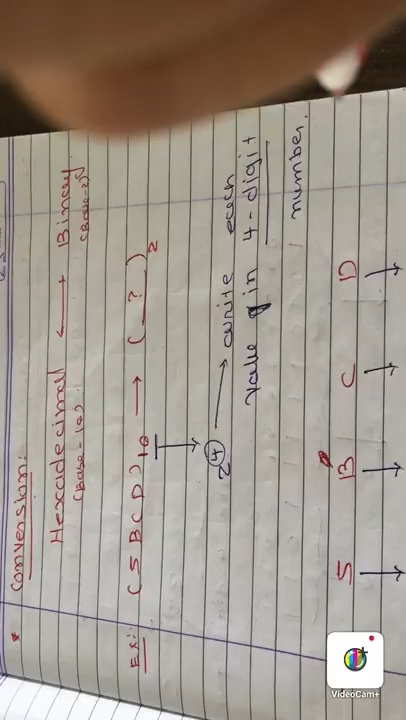 * Conversion:
Hexadecimal ← Binary
(Base-16) (Base-2)
Ex: (5BCD)16 → (_?_)2
2④ → write each
value in 4-digit
number.
5 B C D
VideoCam+